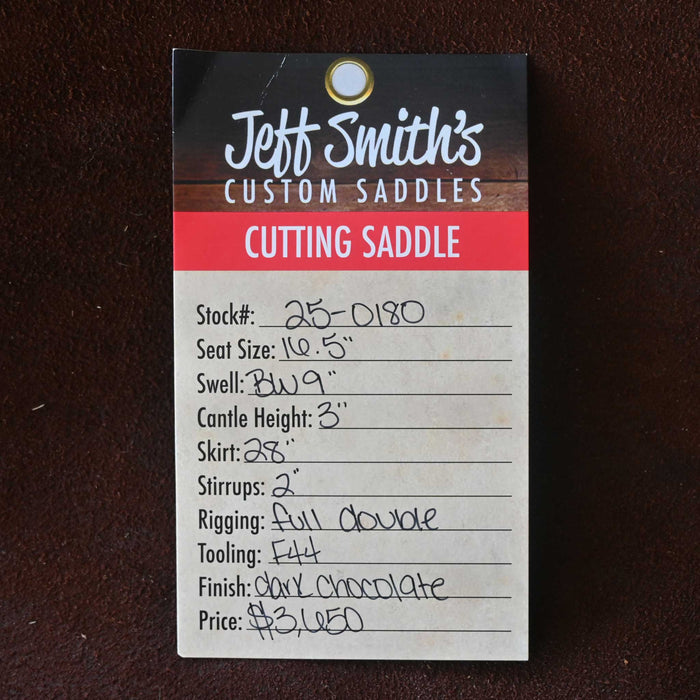 Jeff Smith's
CUSTOM SADDLES
CUTTING SADDLE
Stock#: 25-0180
Seat Size: 16.5"
Swell: BW 9"
Cantle Height: 3"
Skirt: 28"
Stirrups: 2"
Rigging: full double
Tooling: F44
Finish: dark chocolate
Price: $3,650